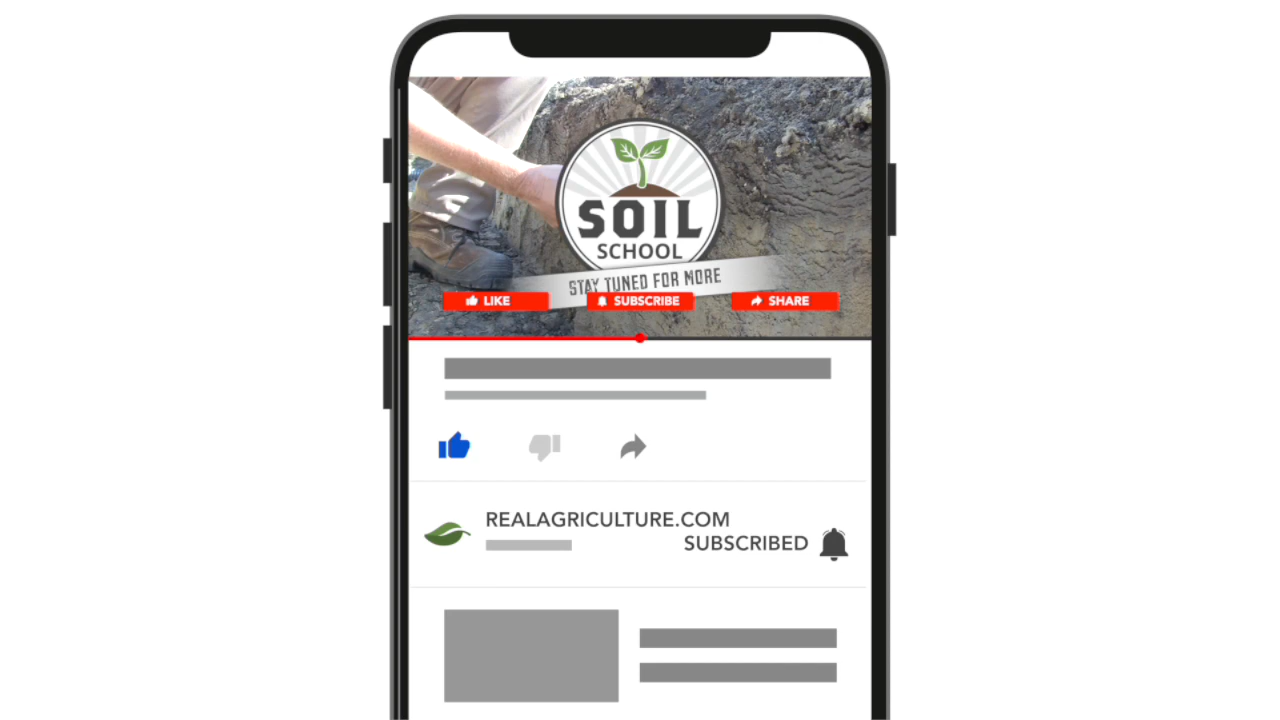 SOIL
SCHOOL
STAY TUNED FOR MORE
LIKE
SUBSCRIBE
SHARE
REALAGRICULTURE.COM
SUBSCRIBED